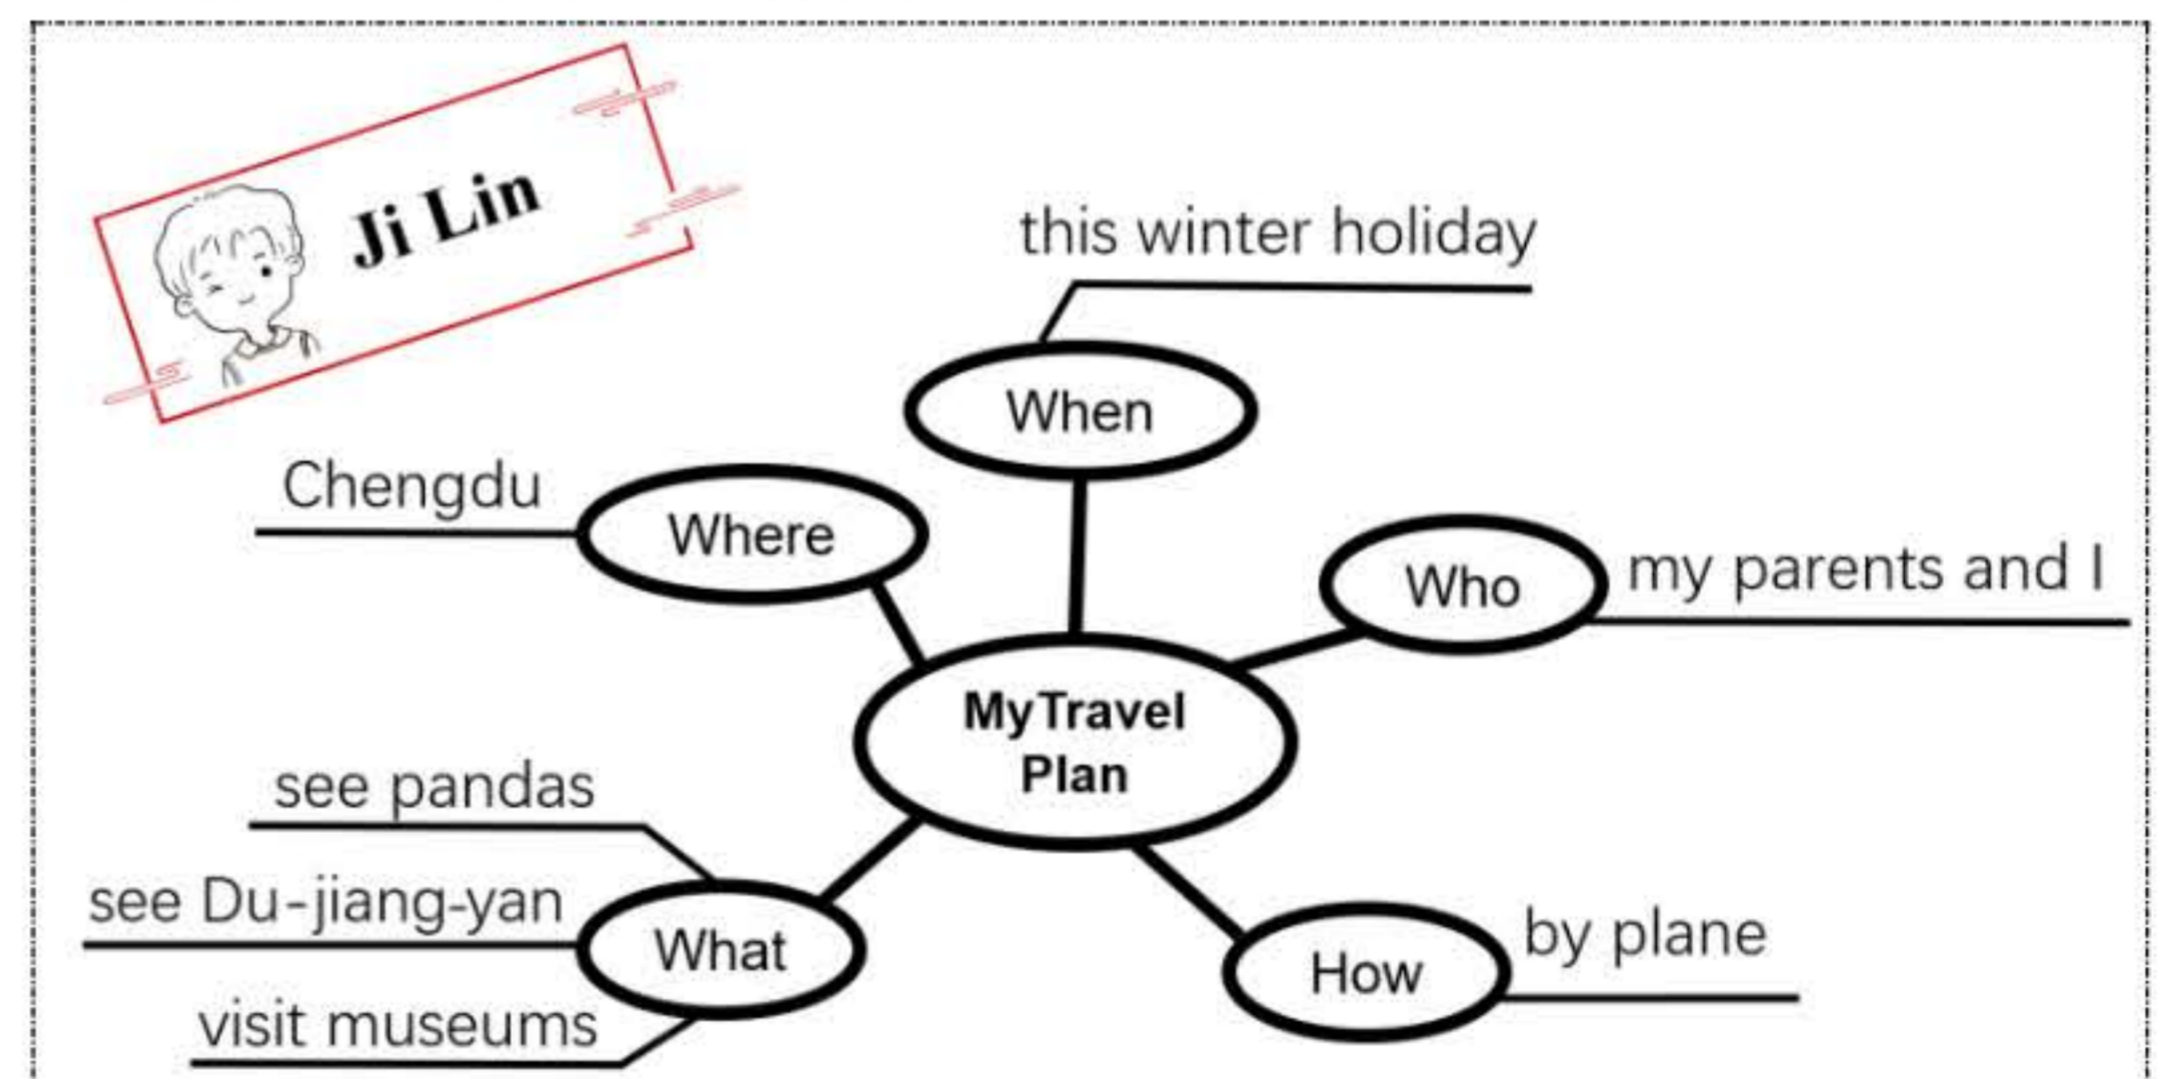 Ji Lin
this winter holiday
When
Chengdu
Where
Who
my parents and I
MyTravel
Plan
see pandas
see Du-jiang-yan
What
visit museums
How
by plane